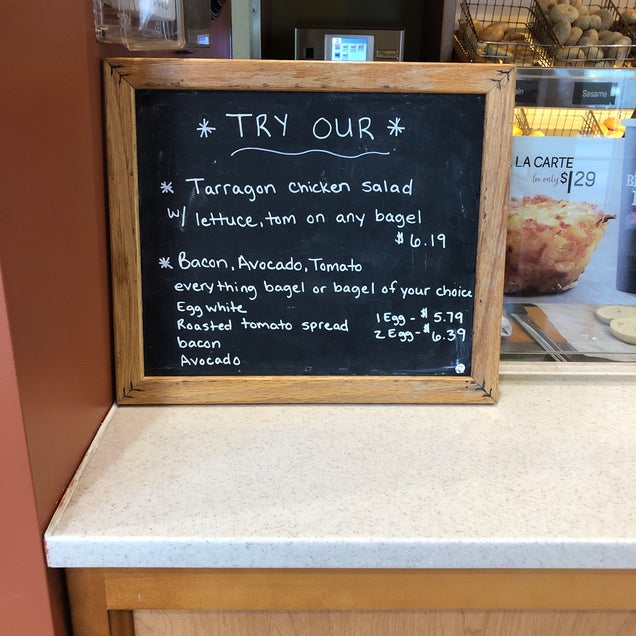 * TRY OUR *
* Tarragon chicken salad
w/ lettuce, tom on any bagel
$ 6.19
* Bacon, Avocado, Tomato
everything bagel or bagel of your choice
Egg white
Roasted tomato spread
bacon
Avocado
1 Egg - $ 5.79
2 Egg - $ 6.39
Sesame
LA CARTE
for only $1.29